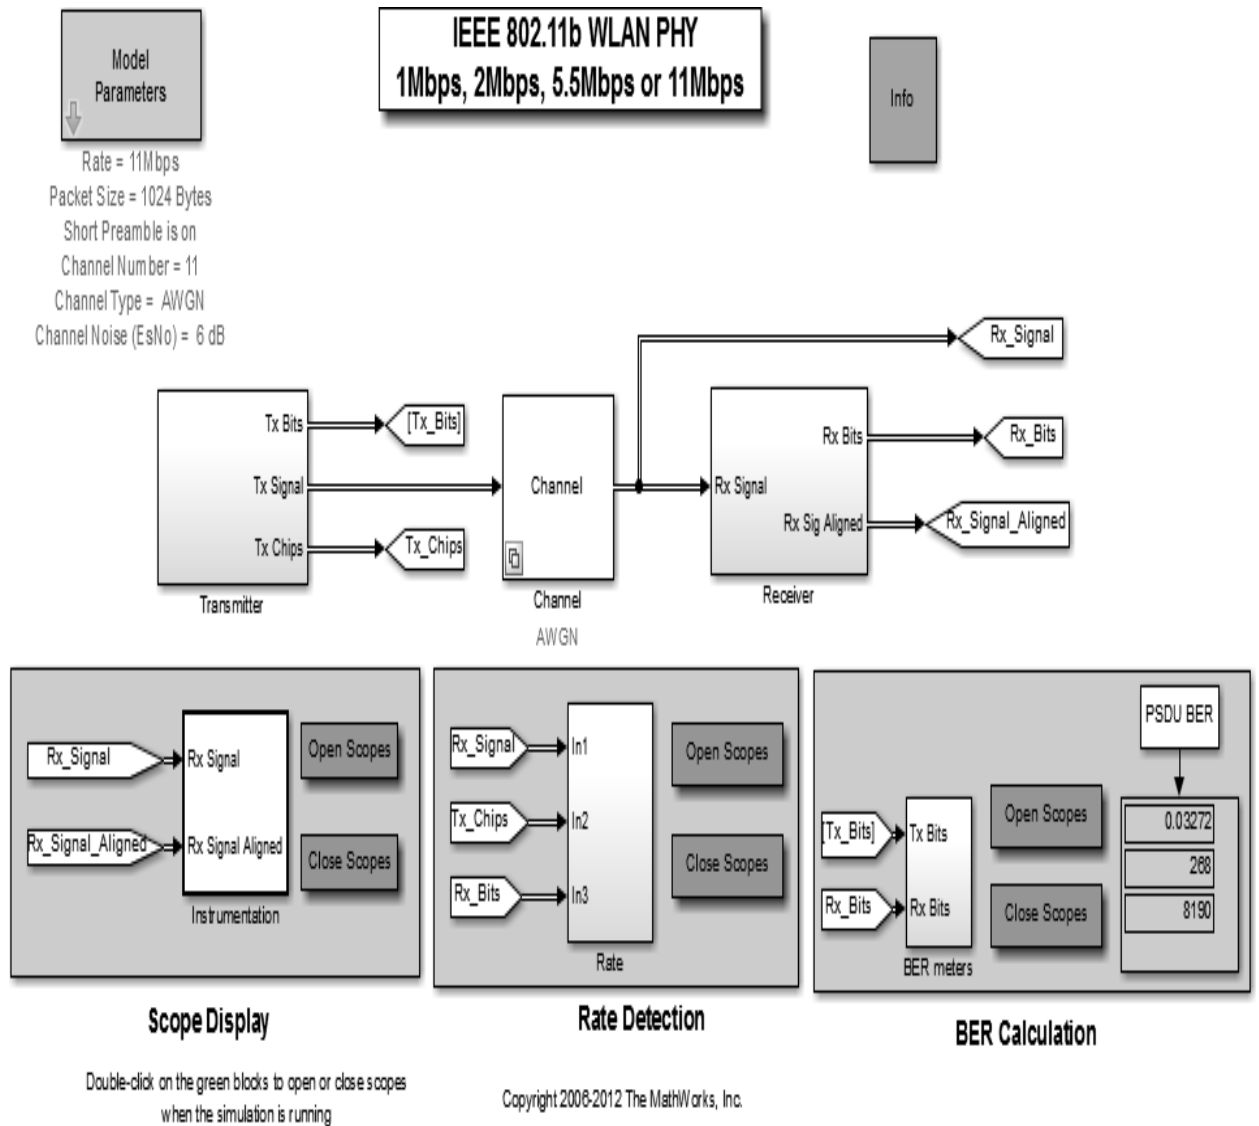 Model
Parameters
IEEE 802.11b WLAN PHY
1Mbps, 2Mbps, 5.5Mbps or 11Mbps
Info
Rate = 11Mbps
Packet Size = 1024 Bytes
Short Preamble is on
Channel Number = 11
Channel Type = AWGN
Channel Noise (EsNo) = 6 dB
Rx_Signal
Tx Bits
[Tx_Bits]
Rx Bits
Rx_Bits
Tx Signal
Channel
Rx Signal
Rx Sig Aligned
Rx_Signal_Aligned
Tx Chips
Tx_Chips
Transmitter
Channel
AWGN
Receiver
Rx_Signal
Rx Signal
Open Scopes
Rx_Signal_Aligned
Rx Signal Aligned
Close Scopes
Instrumentation
Rx_Signal
In1
Open Scopes
Tx_Chips
In2
Close Scopes
Rx_Bits
In3
Rate
PSDU BER
[Tx_Bits]
Tx Bits
Open Scopes
0.03272
268
8190
Rx_Bits
Rx Bits
Close Scopes
BER meters
Scope Display
Rate Detection
BER Calculation
Double-click on the green blocks to open or close scopes
when the simulation is running
Copyright 2006-2012 The MathWorks, Inc.